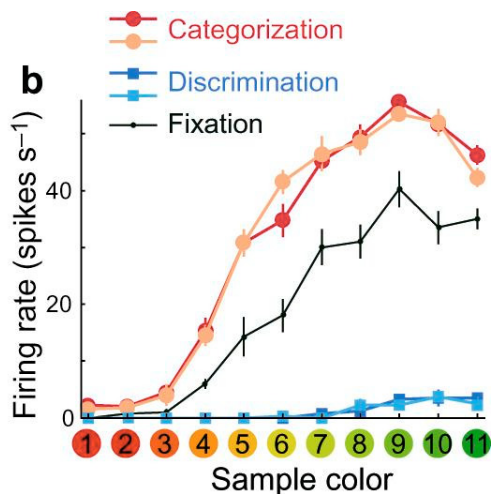 Categorization
b
Discrimination
Fixation
Firing rate (spikes s⁻¹)
40
20
0
1 2 3 4 5 6 7 8 9 10 11
Sample color